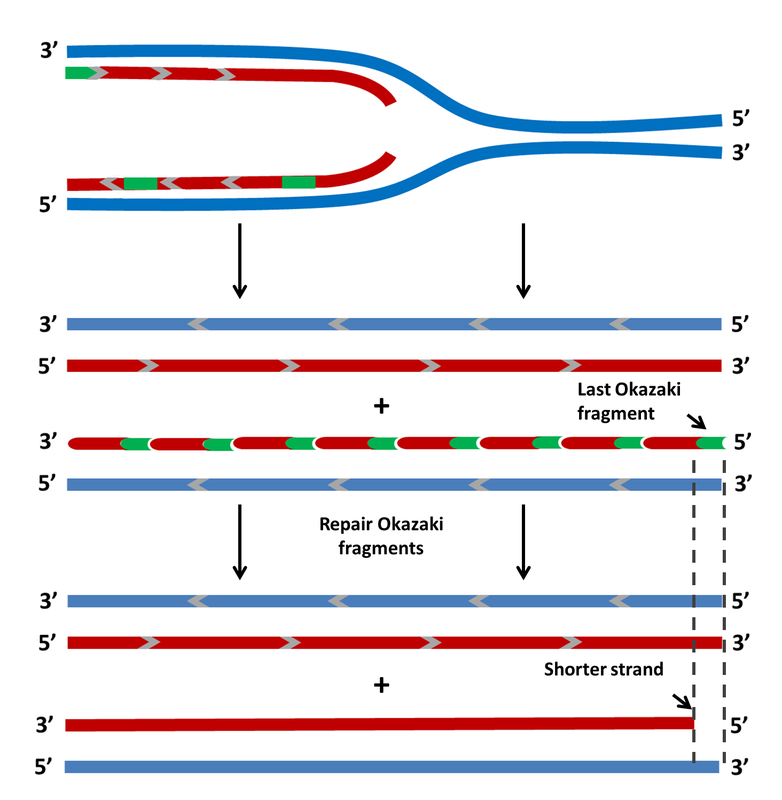 3’
5’
3’
5’
3’ 5’
5’ 3’
+
Last Okazaki
fragment
3’ 5’
5’ 3’
Repair Okazaki
fragments
3’ 5’
5’ 3’
+
Shorter strand
3’ 5’
5’ 3’